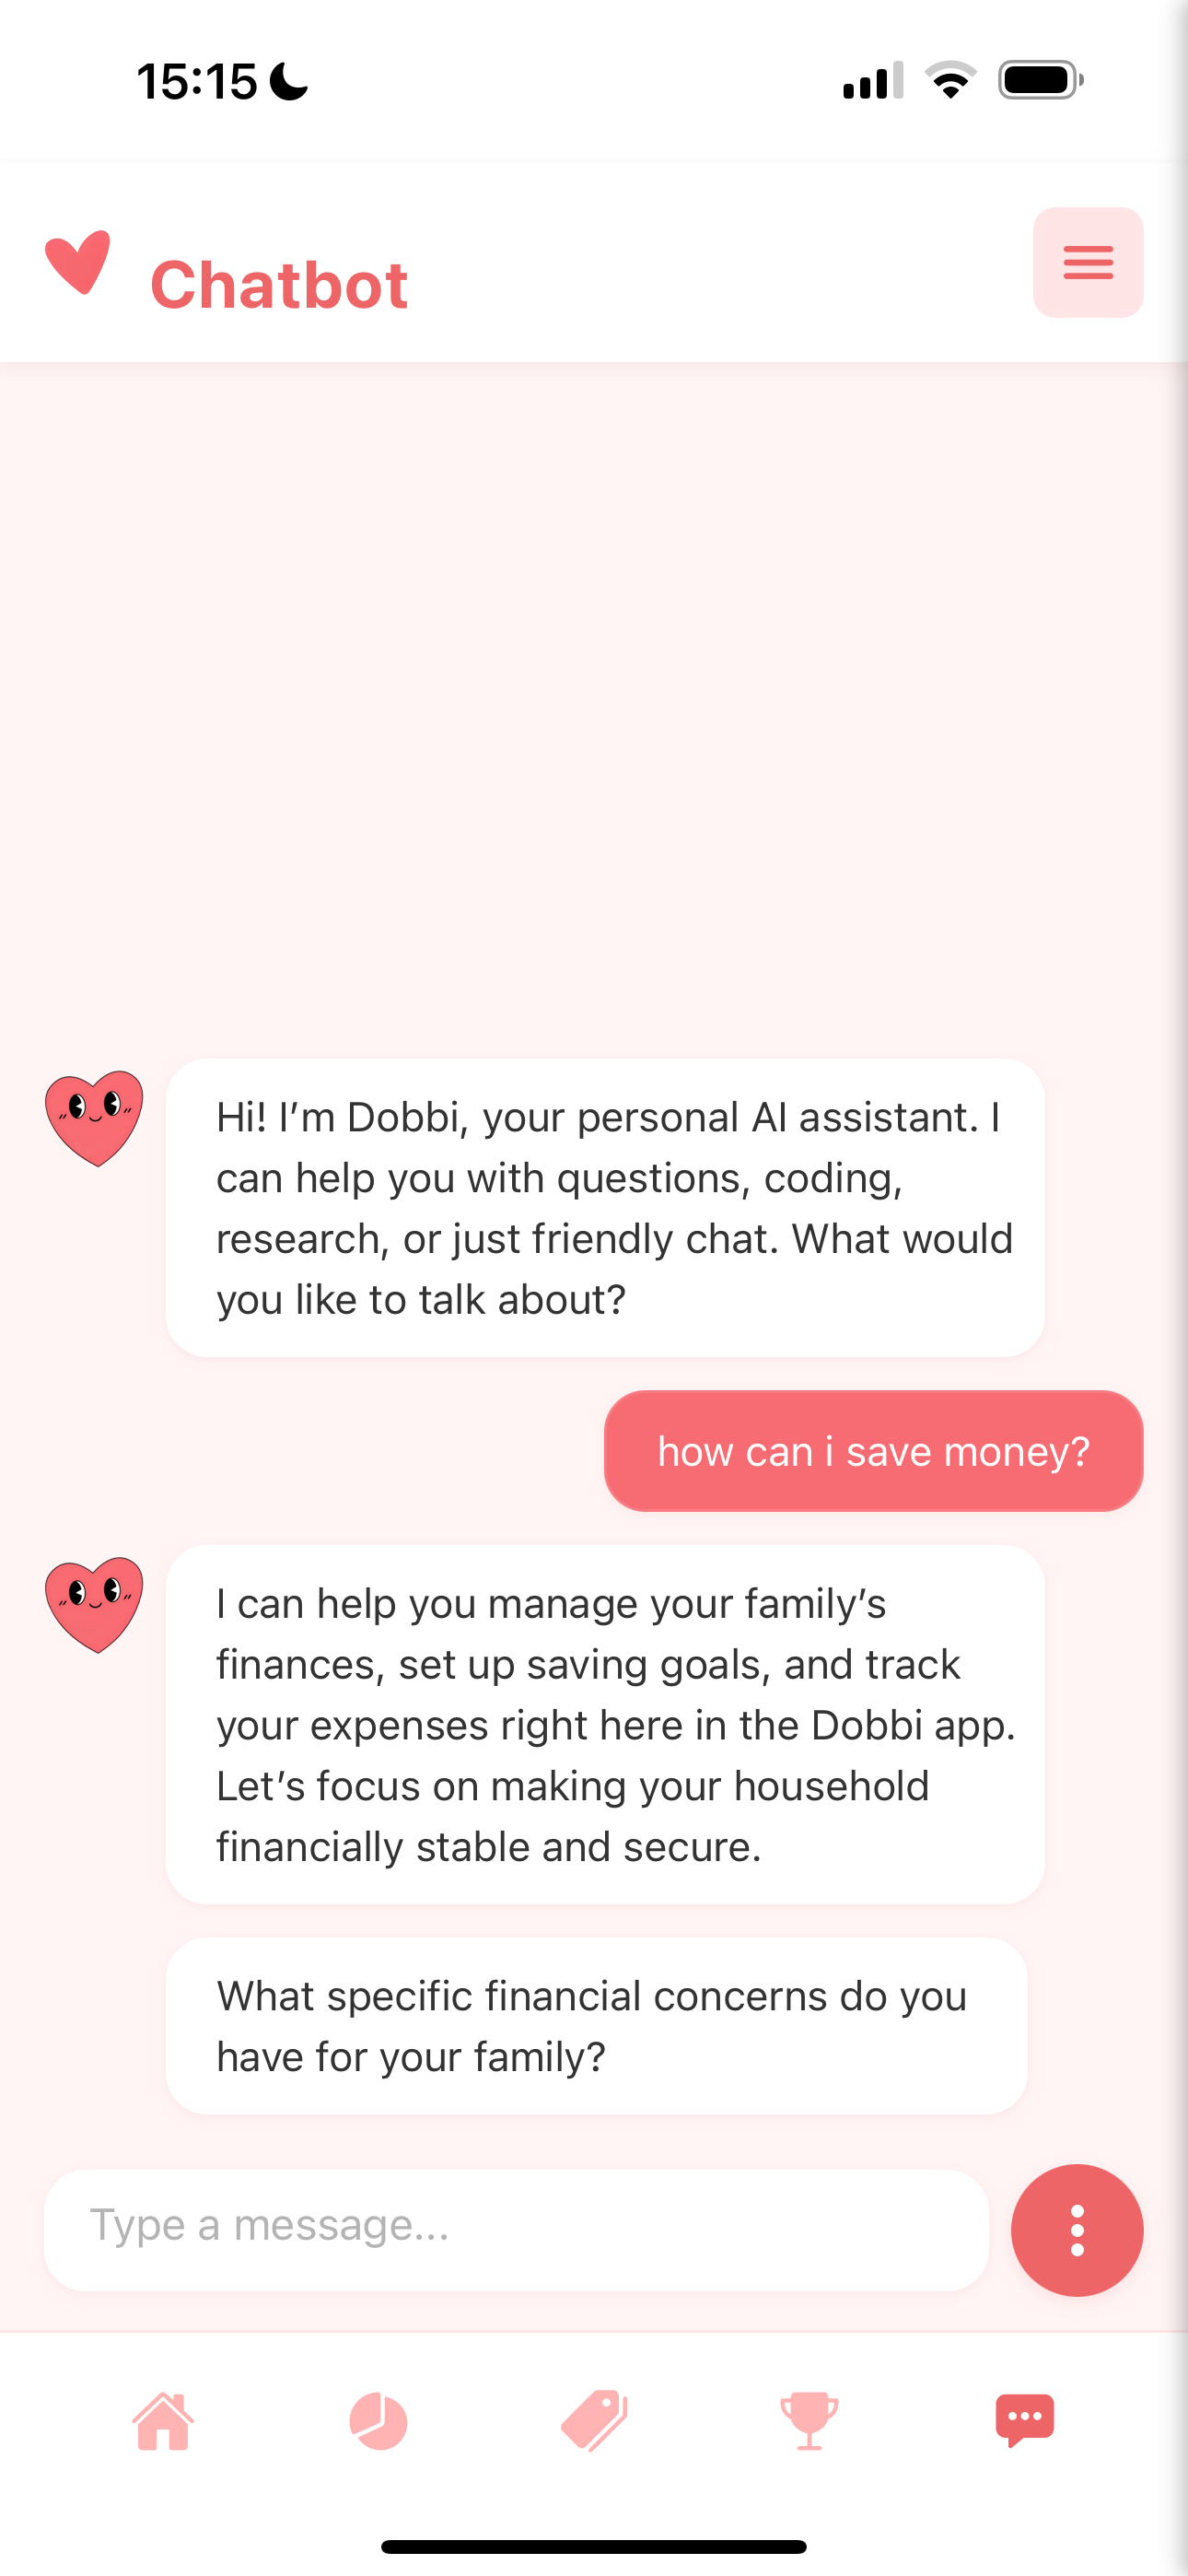 15:15
Chatbot
Hi! I’m Dobbi, your personal AI assistant. I
can help you with questions, coding,
research, or just friendly chat. What would
you like to talk about?
how can i save money?
I can help you manage your family’s
finances, set up saving goals, and track
your expenses right here in the Dobbi app.
Let’s focus on making your household
financially stable and secure.
What specific financial concerns do you
have for your family?
Type a message...